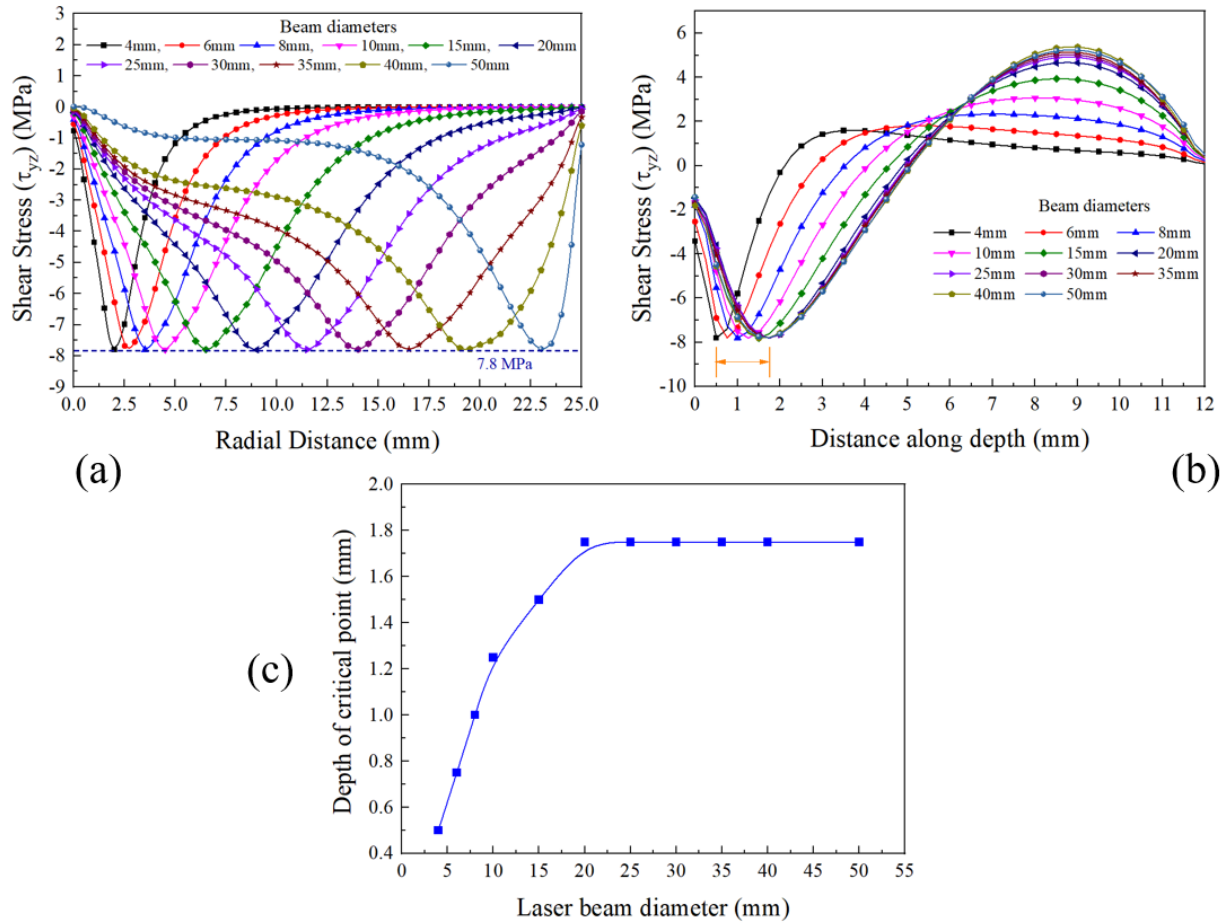 Beam diameters
4mm, 6mm 8mm, 10mm, 15mm, 20mm
25mm, 30mm, 35mm, 40mm, 50mm
3
2
1
0
-1
-2
-3
-4
-5
-6
-7
-8
-9
Shear Stress (τyz) (MPa)
7.8 MPa
0.0 2.5 5.0 7.5 10.0 12.5 15.0 17.5 20.0 22.5 25.0
Radial Distance (mm)
(a)
6
4
2
0
-2
-4
-6
-8
-10
Shear Stress (τyz) (MPa)
Beam diameters
4mm 6mm 8mm
10mm 15mm 20mm
25mm 30mm 35mm
40mm 50mm
0 1 2 3 4 5 6 7 8 9 10 11 12
Distance along depth (mm)
(b)
(c)
2.0
1.8
1.6
1.4
1.2
1.0
0.8
0.6
0.4
Depth of critical point (mm)
0 5 10 15 20 25 30 35 40 45 50 55
Laser beam diameter (mm)